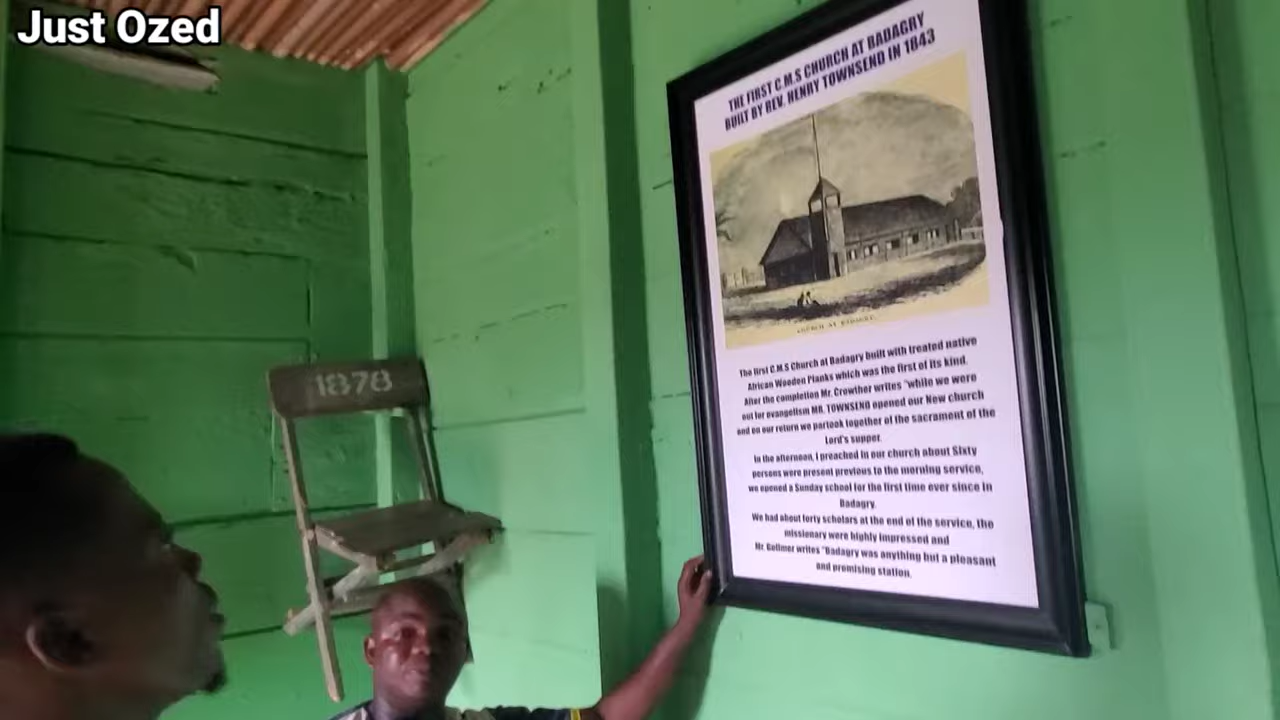 Just Ozed
THE FIRST C.M.S CHURCH AT BADAGRY
BUILT BY REV. HENRY TOWNSEND IN 1843
CHURCH AT BADAGRY.
1878
The first C.M.S Church at Badagry built with treated native
African Wooden Planks which was the first of its kind.
After the completion Mr. Crowther writes "while we were
out for evangelism MR. TOWNSEND opened our New church
and on our return we partook together of the sacrament of the
Lord's supper.
In the afternoon, I preached in our church about Sixty
persons were present previous to the morning service,
we opened a Sunday school for the first time ever since in
Badagry.
We had about forty scholars at the end of the service, the
missionary were highly impressed and
Mr. Gollmer writes "Badagry was anything but a pleasant
and promising station.